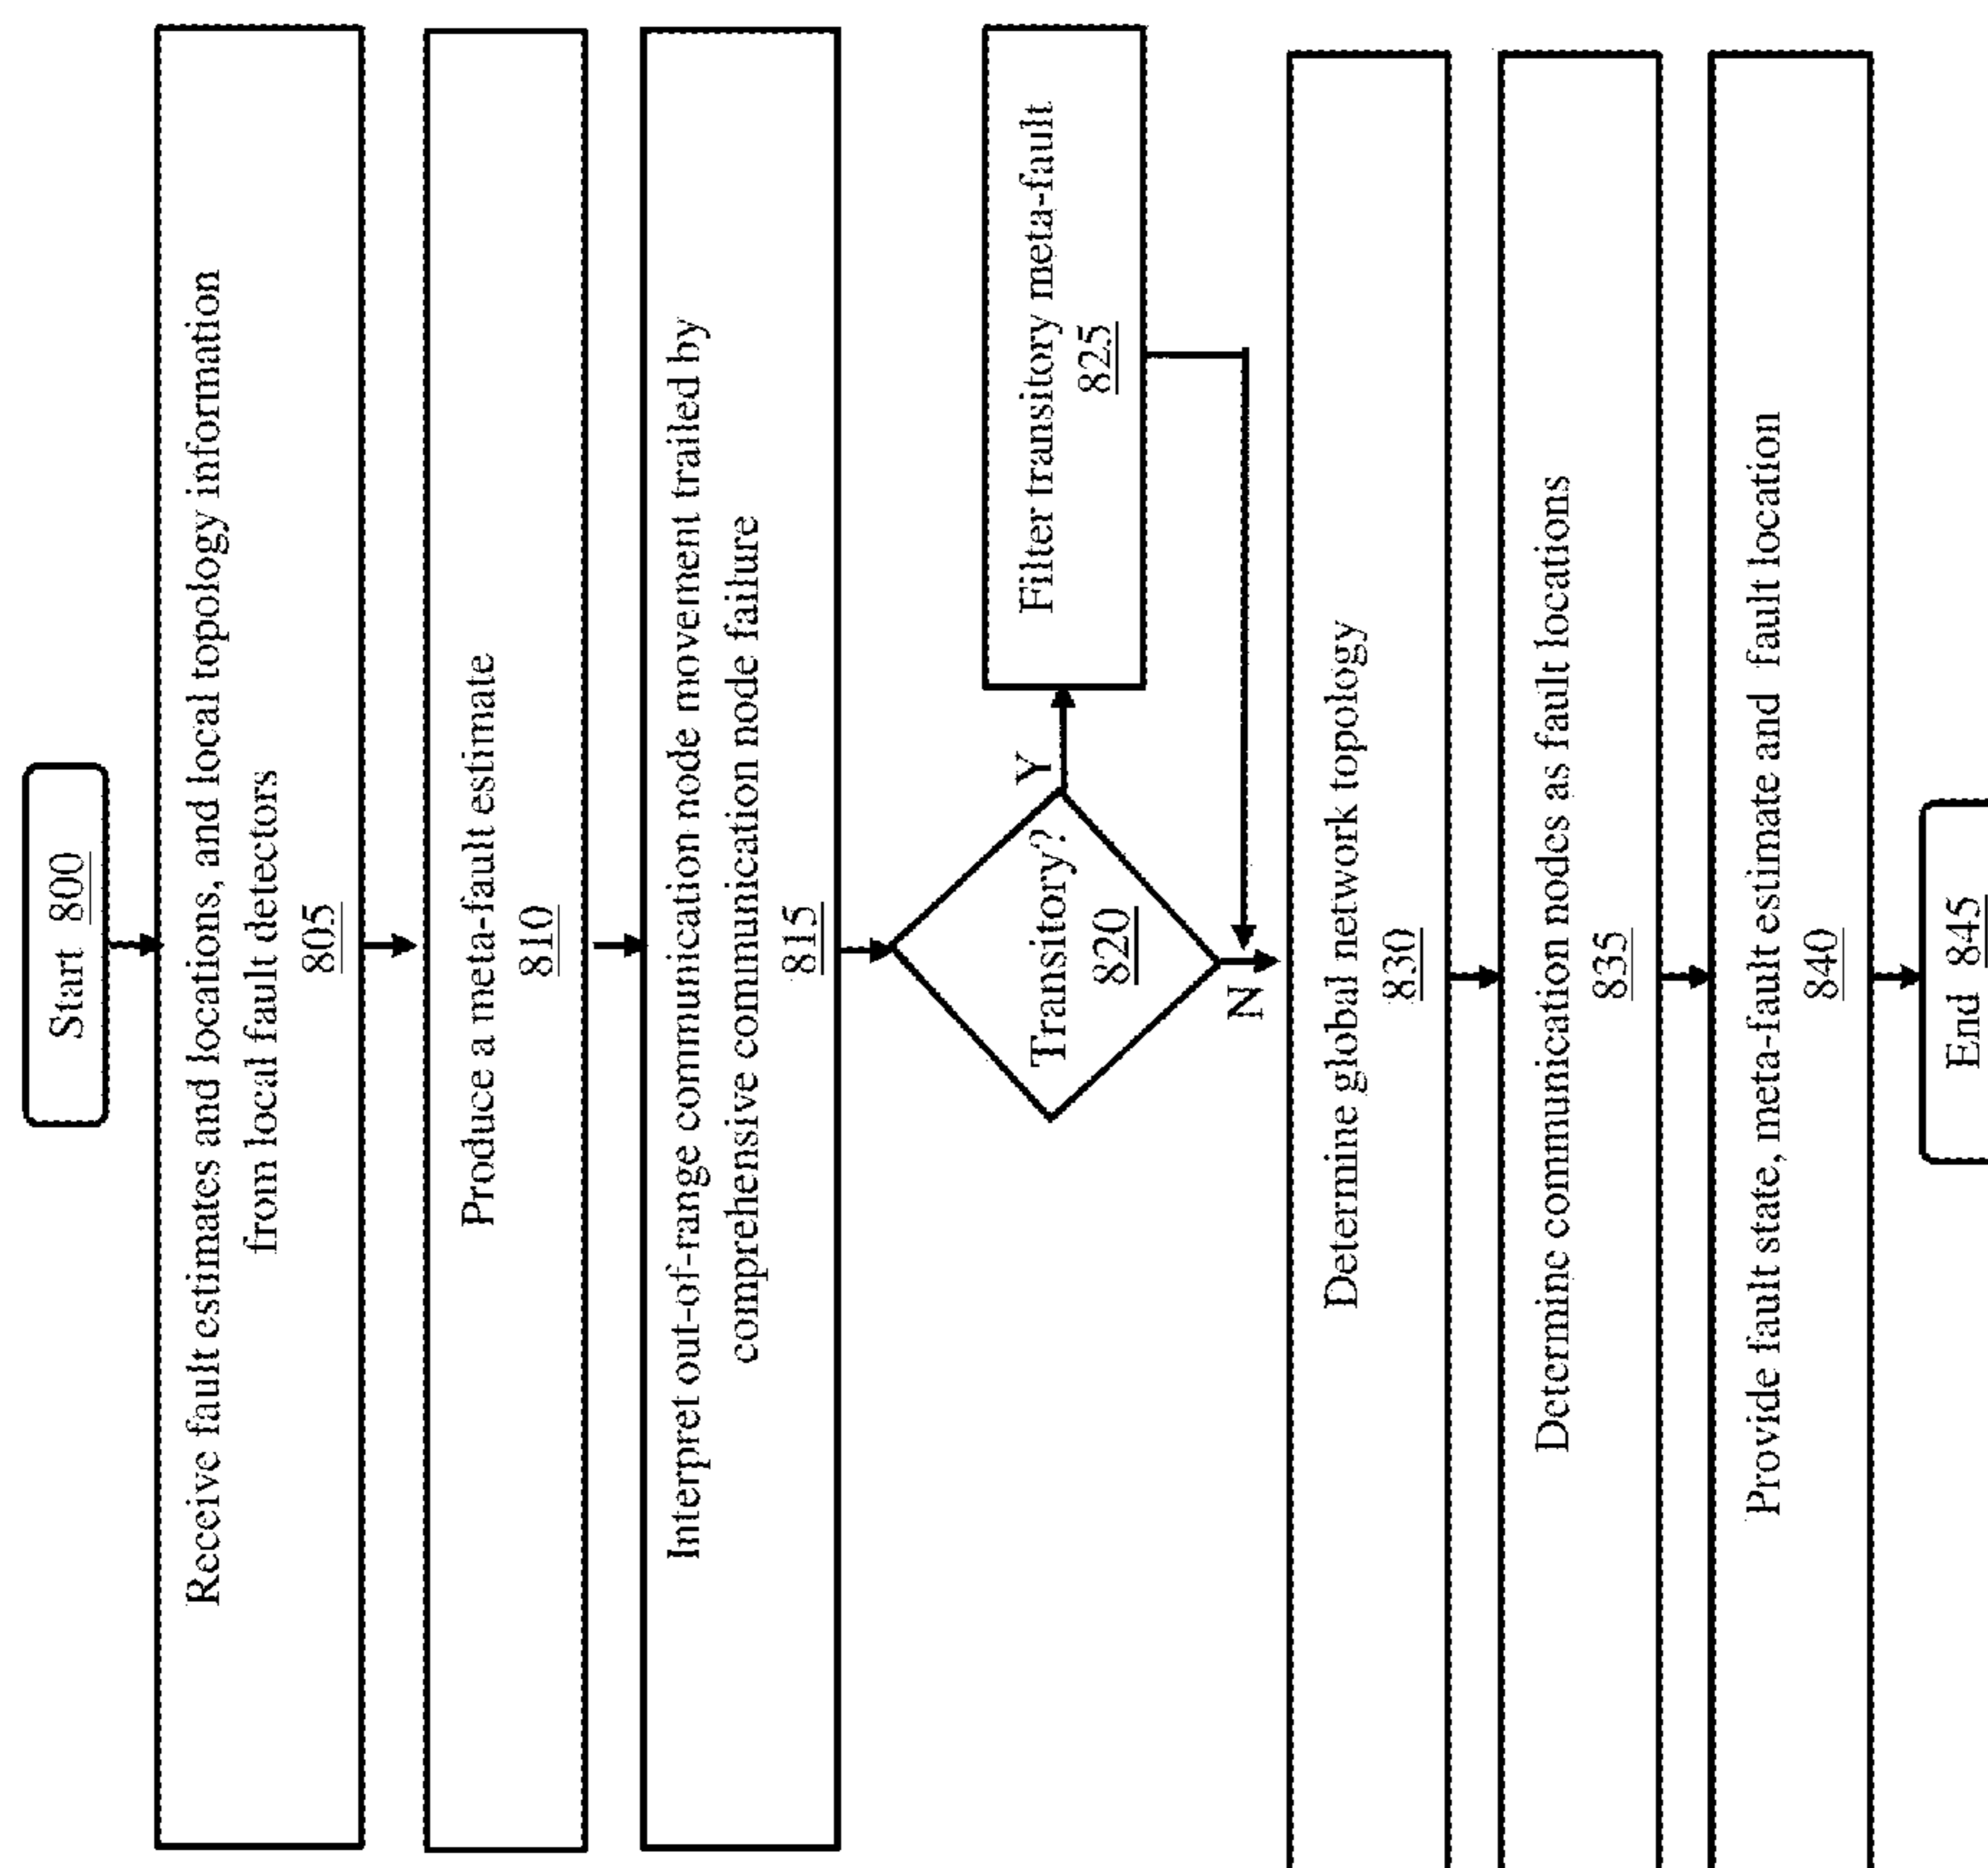 Start 800
Receive fault estimates and locations, and local topology information
from local fault detectors
805
Produce a meta-fault estimate
810
Interpret out-of-range communication node movement trailed by
comprehensive communication node failure
815
Transitory?
820
Y
Filter transitory meta-fault
825
N
Determine global network topology
830
Determine communication nodes as fault locations
835
Provide fault state, meta-fault estimate and fault location
840
End 845